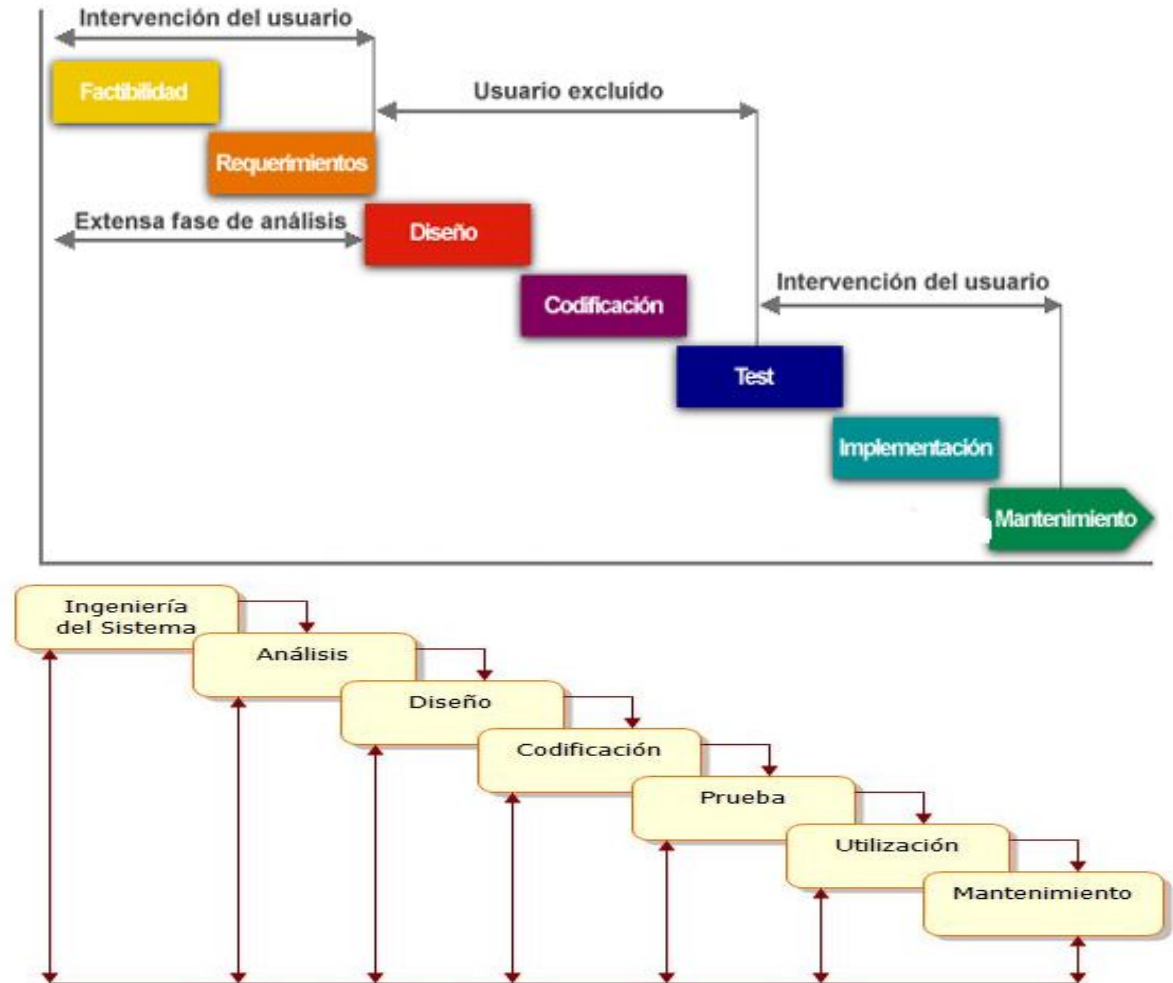 Intervención del usuario
Factibilidad
Usuario excluído
Requerimientos
Extensa fase de análisis
Diseño
Intervención del usuario
Codificación
Test
Implementación
Mantenimiento
Ingeniería
del Sistema
Análisis
Diseño
Codificación
Prueba
Utilización
Mantenimiento